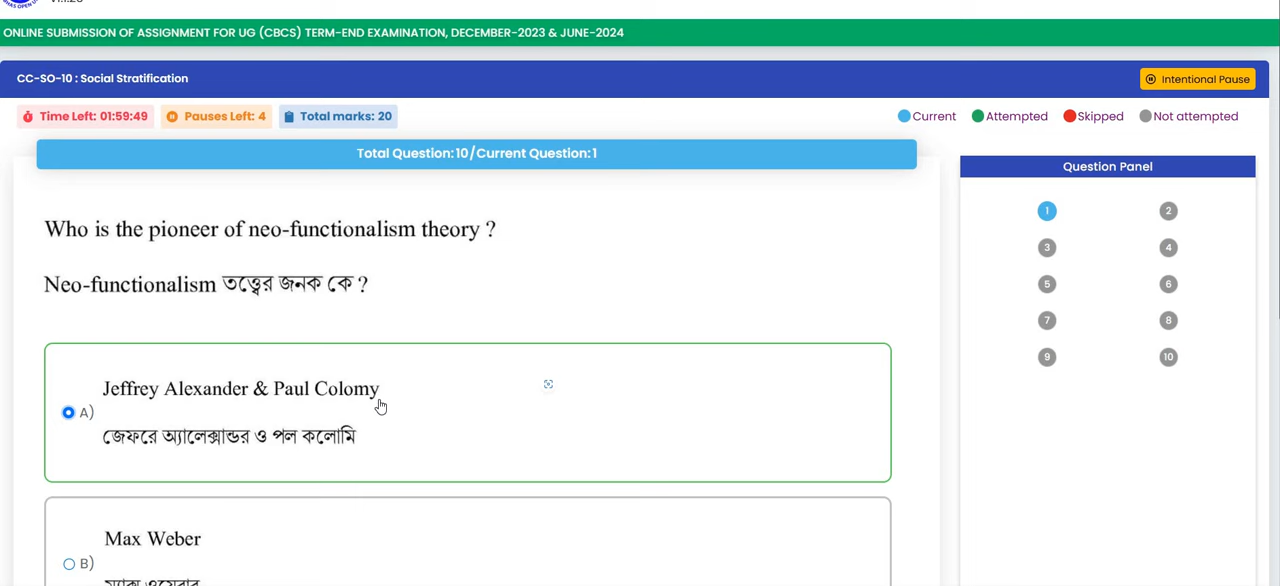 v1.1.26
ONLINE SUBMISSION OF ASSIGNMENT FOR UG (CBCS) TERM-END EXAMINATION, DECEMBER-2023 & JUNE-2024
CC-SO-10 : Social Stratification
Intentional Pause
Time Left: 01:59:49 Pauses Left: 4 Total marks: 20
Current Attempted Skipped Not attempted
Total Question: 10/Current Question: 1
Question Panel
Who is the pioneer of neo-functionalism theory ?
Neo-functionalism তত্ত্বের জনক কে ?
Jeffrey Alexander & Paul Colomy
A)
জেফরে অ্যালেক্সান্ডর ও পল কলোমি
Max Weber
B)
ম্যাক্স ওয়েবার
1 2
3 4
5 6
7 8
9 10